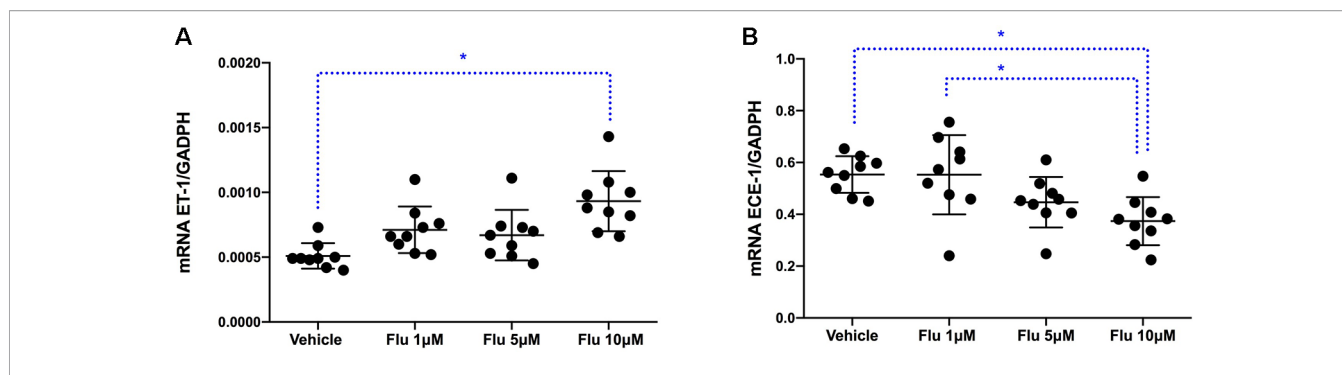 A
mRNA ET-1/GADPH
0.0020
0.0015
0.0010
0.0005
0.0000
*
Vehicle Flu 1μM Flu 5μM Flu 10μM
B
mRNA ECE-1/GADPH
1.0
0.8
0.6
0.4
0.2
0.0
*
*
Vehicle Flu 1μM Flu 5μM Flu 10μM